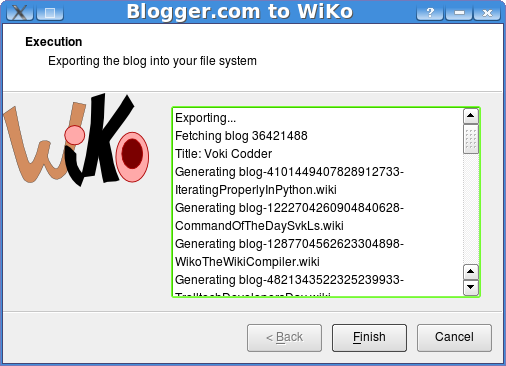 Blogger.com to WiKo
Execution
Exporting the blog into your file system
WiKo
Exporting...
Fetching blog 36421488
Title: Voki Codder
Generating blog-4101449407828912733-
IteratingProperlyInPython.wiki
Generating blog-1222704260904840628-
CommandOfTheDaySvkLs.wiki
Generating blog-1287704562623304898-
WikoTheWikiCompiler.wiki
Generating blog-4821343522325239933-
TrolltechDevelopersDay.wiki
< Back
Finish
Cancel